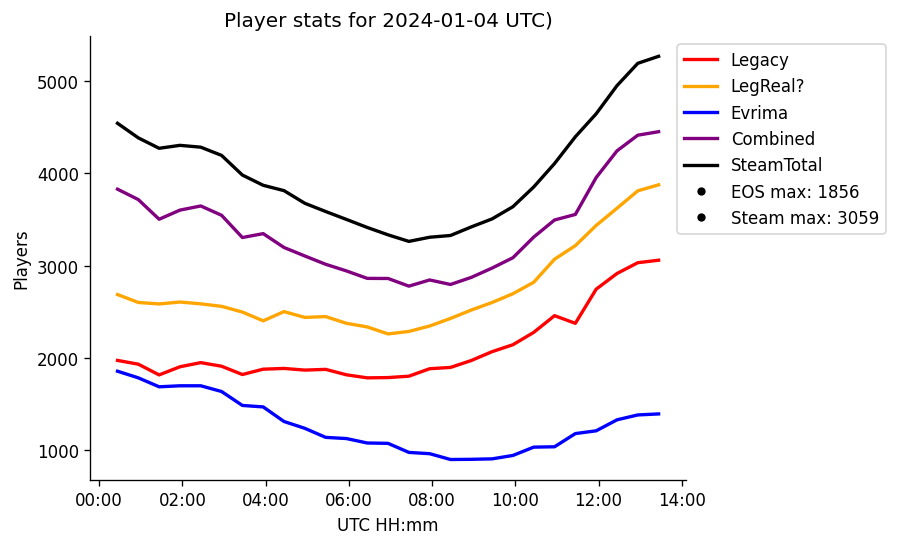 Player stats for 2024-01-04 UTC)
Players
5000
4000
3000
2000
1000
00:00 02:00 04:00 06:00 08:00 10:00 12:00 14:00
UTC HH:mm
Legacy
LegReal?
Evrima
Combined
SteamTotal
EOS max: 1856
Steam max: 3059